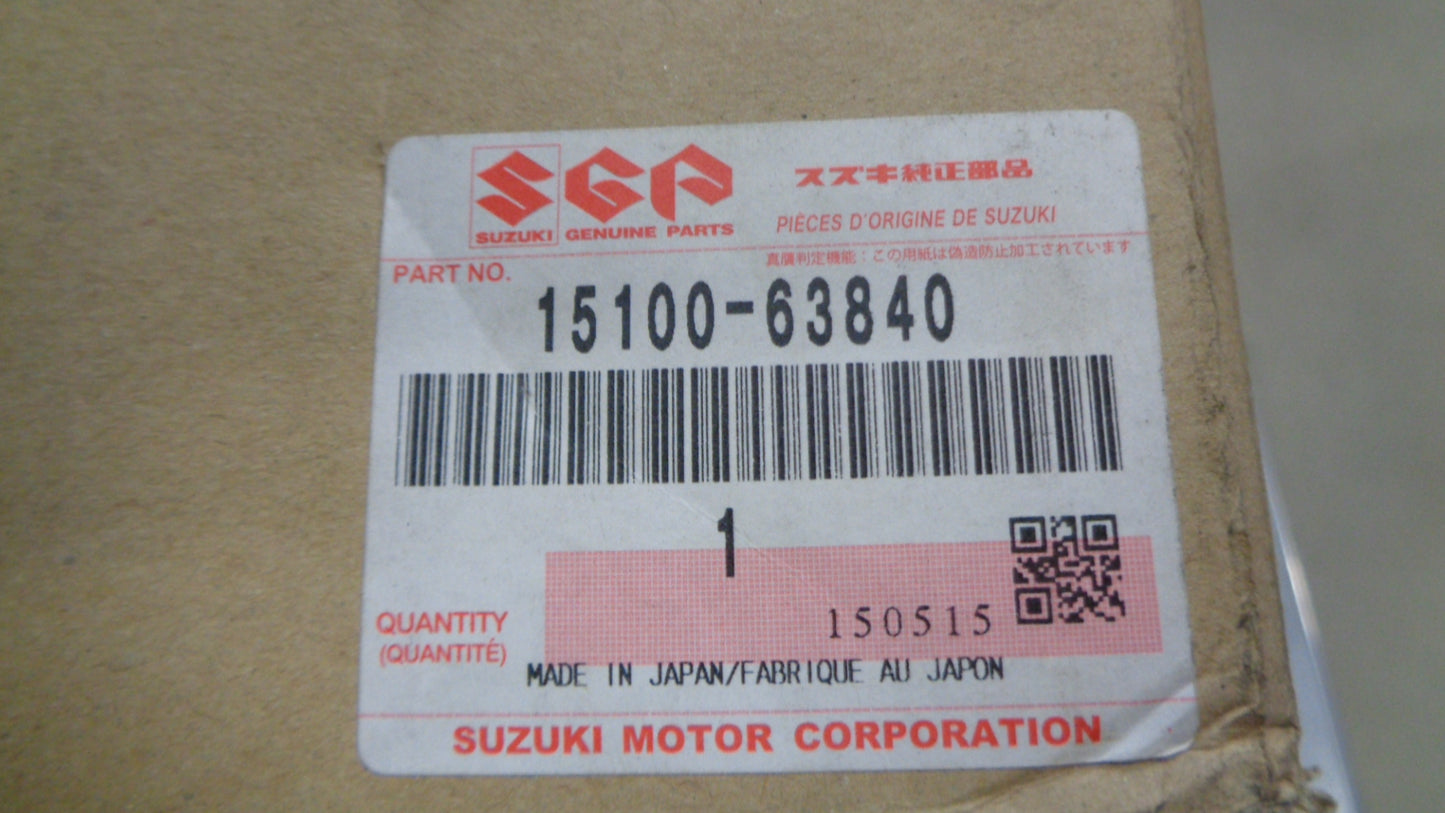 SUZUKI
SGP
GENUINE PARTS
スズキ純正部品
PIÈCES D'ORIGINE DE SUZUKI
真贋判定機能：この用紙は偽造防止加工されています
PART NO.
15100-63840
1
150515
QUANTITY
(QUANTITÉ)
MADE IN JAPAN/FABRIQUE AU JAPON
SUZUKI MOTOR CORPORATION